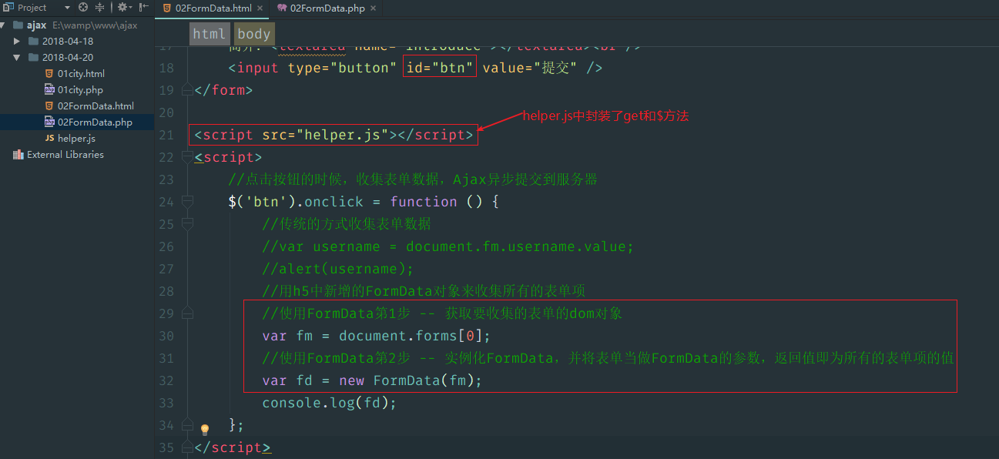 Project
02FormData.html
02FormData.php
ajax E:\wamp\www\ajax
2018-04-18
2018-04-20
01city.html
01city.php
02FormData.html
02FormData.php
JS helper.js
External Libraries
html body
18 <input type="button" id="btn" value="提交" />
19 </form>
20
helper.js中封装了get和$方法
21 <script src="helper.js"></script>
22 <script>
23 //点击按钮的时候，收集表单数据，Ajax异步提交到服务器
24 $('btn').onclick = function () {
25 //传统的方式收集表单数据
26 //var username = document.fm.username.value;
27 //alert(username);
28 //用h5中新增的FormData对象来收集所有的表单项
29 //使用FormData第1步 -- 获取要收集的表单的dom对象
30 var fm = document.forms[0];
31 //使用FormData第2步 -- 实例化FormData，并将表单当做FormData的参数，返回值即为所有的表单项的值
32 var fd = new FormData(fm);
33 console.log(fd);
34 };
35 </script>